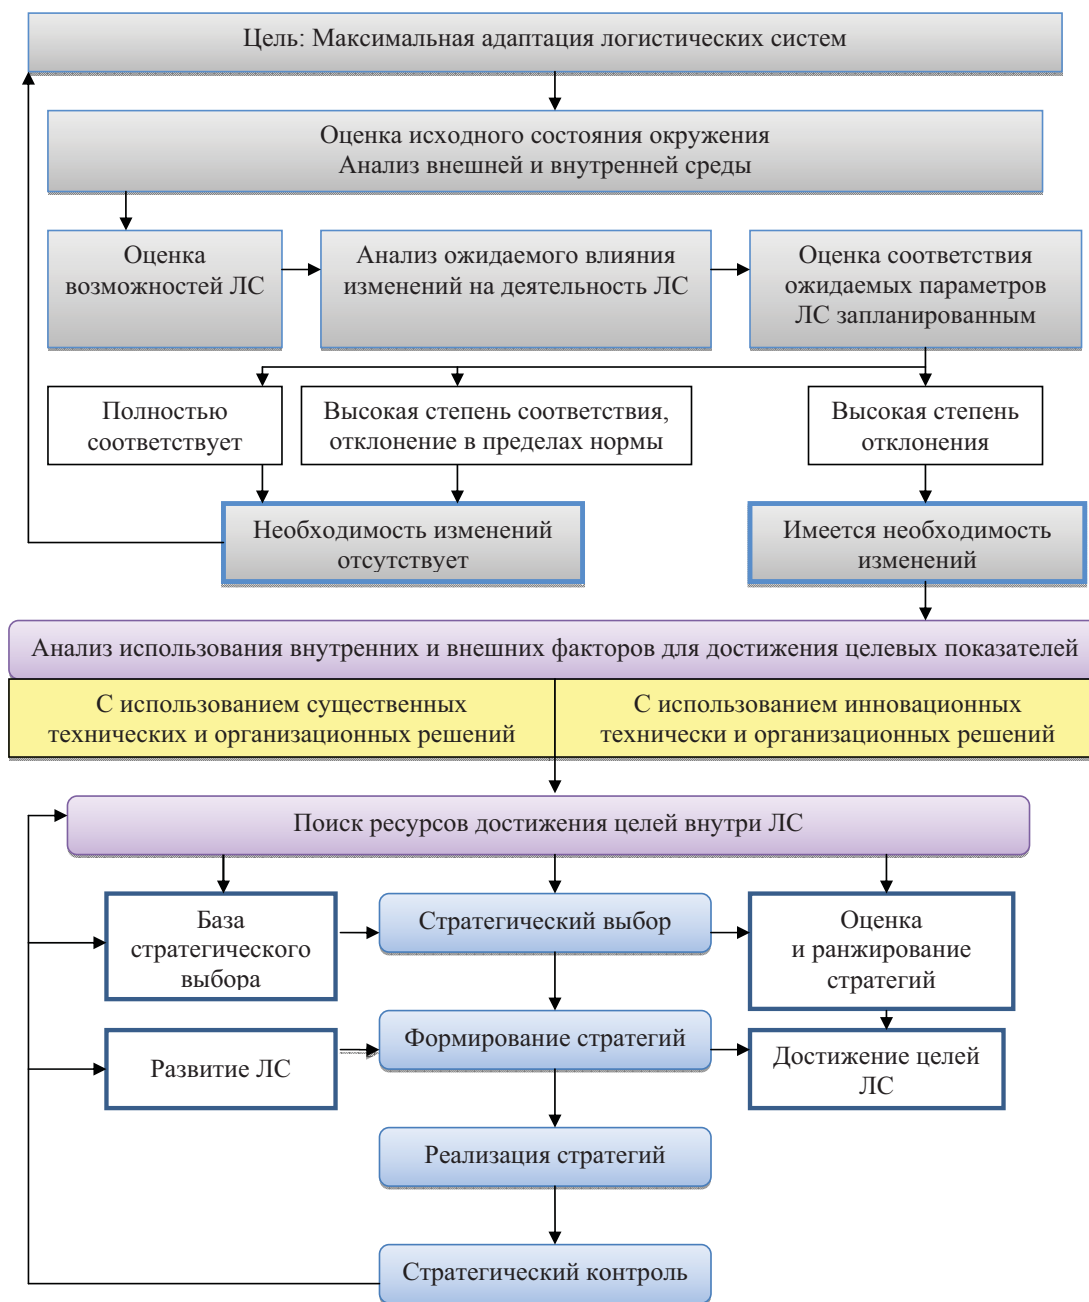 Цель: Максимальная адаптация логистических систем
Оценка исходного состояния окружения
Анализ внешней и внутренней среды
Оценка
возможностей ЛС
Анализ ожидаемого влияния
изменений на деятельность ЛС
Оценка соответствия
ожидаемых параметров
ЛС запланированным
Полностью
соответствует
Высокая степень соответствия,
отклонение в пределах нормы
Высокая степень
отклонения
Необходимость изменений
отсутствует
Имеется необходимость
изменений
Анализ использования внутренних и внешних факторов для достижения целевых показателей
С использованием существенных
технических и организационных решений
С использованием инновационных
технически и организационных решений
Поиск ресурсов достижения целей внутри ЛС
База
стратегического
выбора
Стратегический выбор
Оценка
и ранжирование
стратегий
Развитие ЛС
Формирование стратегий
Достижение целей
ЛС
Реализация стратегий
Стратегический контроль